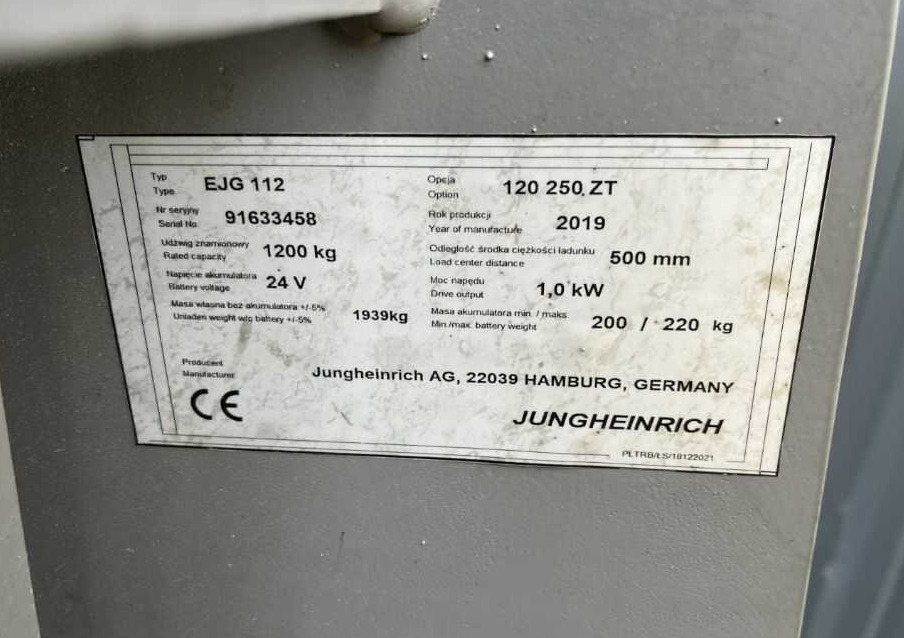 Typ
Type
EJG 112
Opcja
Option
120 250 ZT
Nr seryjny
Serial No.
91633458
Rok produkcji
Year of manufacture
2019
Udźwig znamionowy
Rated capacity
1200 kg
Odległość środka ciężkości ładunku
Load center distance
500 mm
Napięcie akumulatora
Battery voltage
24 V
Moc napędu
Drive output
1,0 kW
Masa własna bez akumulatora +/-5%
Unladen weight w/o battery +/-5%
1939kg
Masa akumulatora min. / maks.
Min./max. battery weight
200 / 220 kg
Producent
Manufacturer
Jungheinrich AG, 22039 HAMBURG, GERMANY
CE
JUNGHEINRICH
PLTRB/ŁS/18122021